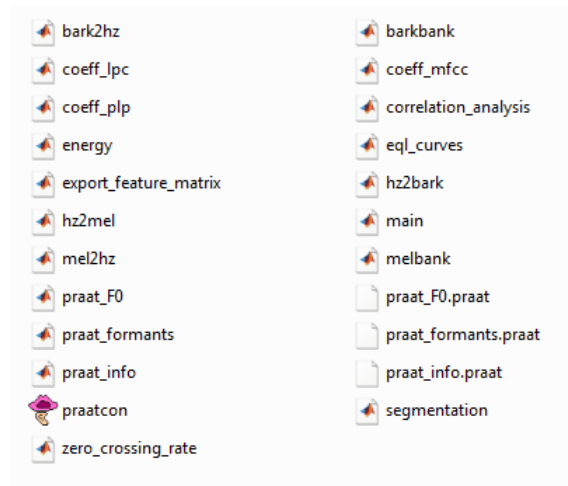 bark2hz
barkbank
coeff_lpc
coeff_mfcc
coeff_plp
correlation_analysis
energy
eql_curves
export_feature_matrix
hz2bark
hz2mel
main
mel2hz
melbank
praat_F0
praat_F0.praat
praat_formants
praat_formants.praat
praat_info
praat_info.praat
praatcon
segmentation
zero_crossing_rate